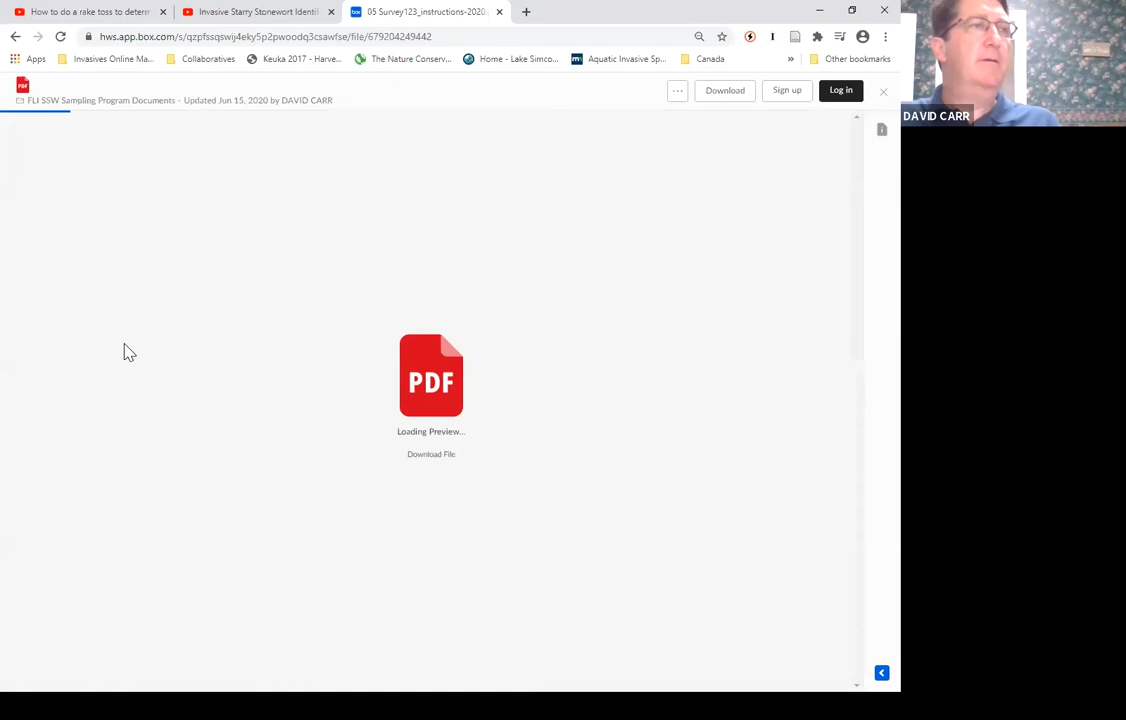 How to do a rake toss to determ
Invasive Starry Stonewort Identif
05 Survey123_instructions-2020.
hws.app.box.com/s/qzpfssqswij4eky5p2pwoodq3csawfse/file/679204249442
Apps
Invasives Online Ma...
Collaboratives
Keuka 2017 - Harve...
The Nature Conserv...
Home - Lake Simco...
Aquatic Invasive Sp...
Canada
»
Other bookmarks
PDF
FLI SSW Sampling Program Documents - Updated Jun 15, 2020 by DAVID CARR
...
Download
Sign up
Log in
DAVID CARR
PDF
Loading Preview...
Download File